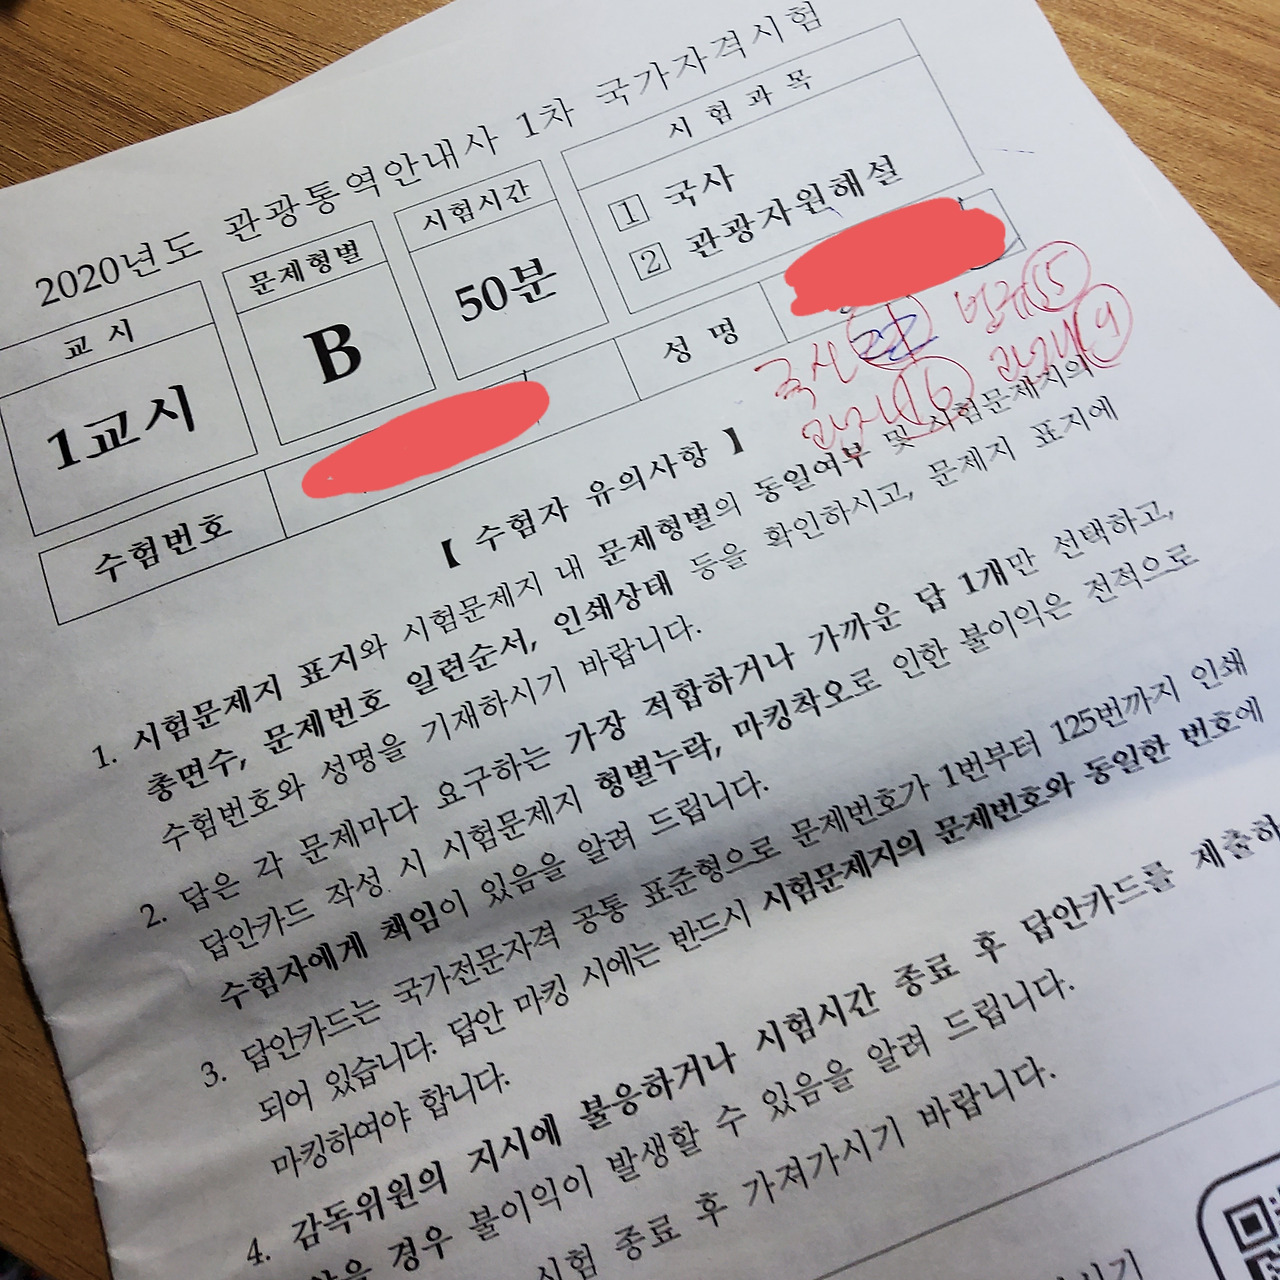 2020년도 관광통역안내사 1차 국가자격시험
교 시
문제형별
시험시간
시 험 과 목
1교시
B
50분
1 국사
2 관광자원해설
수험번호
성 명
국사 법규 15
16 9
【 수험자 유의사항 】
1. 시험문제지 표지와 시험문제지 내 문제형별의 동일여부 및 시험문제지의
총면수, 문제번호 일련순서, 인쇄상태 등을 확인하시고, 문제지 표지에
수험번호와 성명을 기재하시기 바랍니다.
2. 답은 각 문제마다 요구하는 가장 적합하거나 가까운 답 1개만 선택하고,
답안카드 작성 시 시험문제지 형별누락, 마킹착오로 인한 불이익은 전적으로
수험자에게 책임이 있음을 알려 드립니다.
3. 답안카드는 국가전문자격 공통 표준형으로 문제번호가 1번부터 125번까지 인쇄
되어 있습니다. 답안 마킹 시에는 반드시 시험문제지의 문제번호와 동일한 번호에
마킹하여야 합니다.
4. 감독위원의 지시에 불응하거나 시험시간 종료 후 답안카드를 제출하
않을 경우 불이익이 발생할 수 있음을 알려 드립니다.
시험 종료 후 가져가시기 바랍니다.